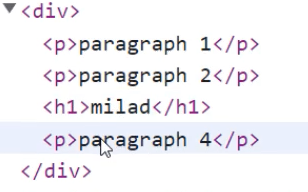 <div>
<p>paragraph 1</p>
<p>paragraph 2</p>
<h1>milad</h1>
<p>paragraph 4</p>
</div>